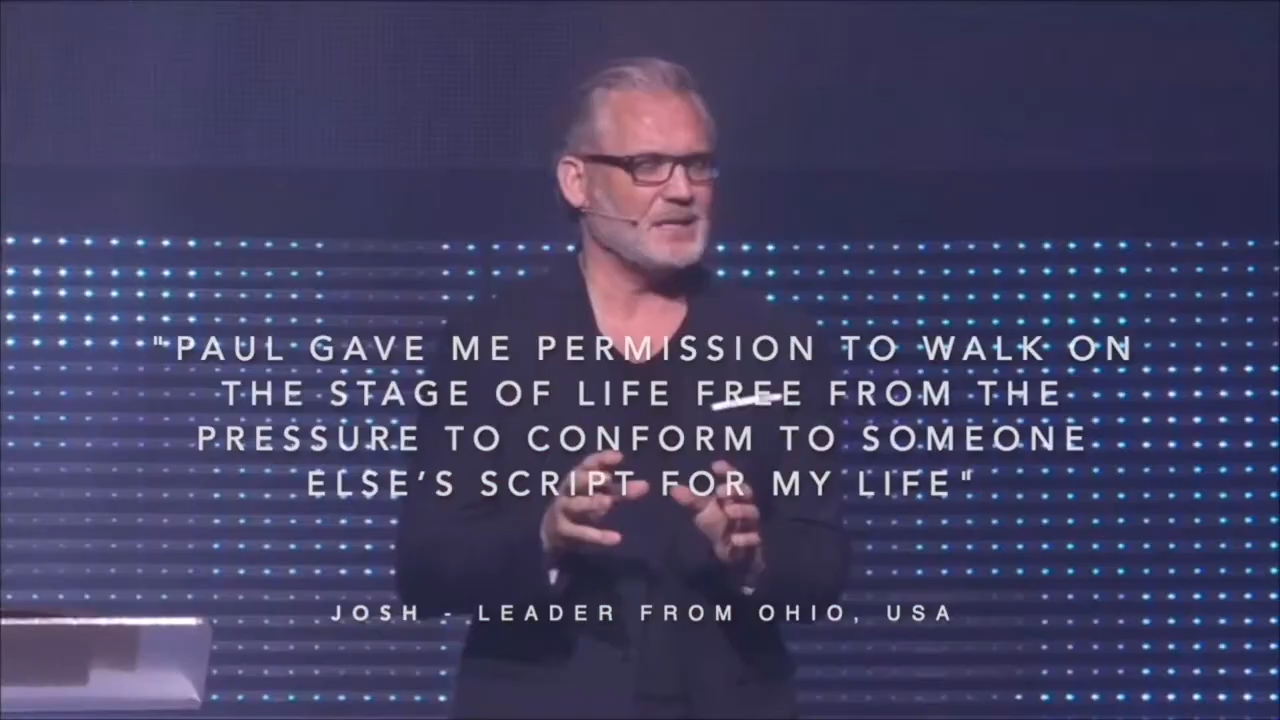 "PAUL GAVE ME PERMISSION TO WALK ON
THE STAGE OF LIFE FREE FROM THE
PRESSURE TO CONFORM TO SOMEONE
ELSE’S SCRIPT FOR MY LIFE"
JOSH - LEADER FROM OHIO, USA